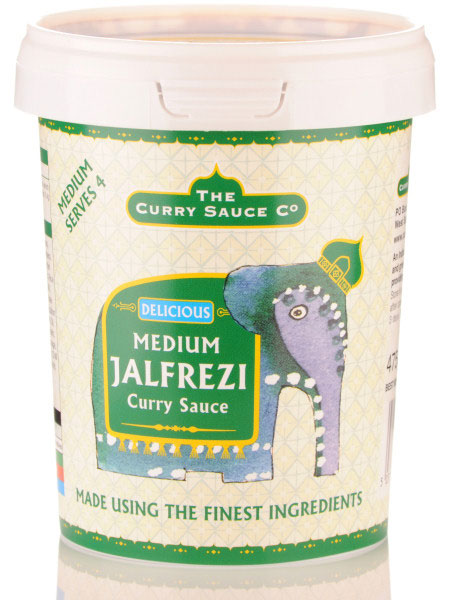 MEDIUM
SERVES 4
THE
CURRY SAUCE CO
DELICIOUS
MEDIUM
JALFREZI
Curry Sauce
MADE USING THE FINEST INGREDIENTS